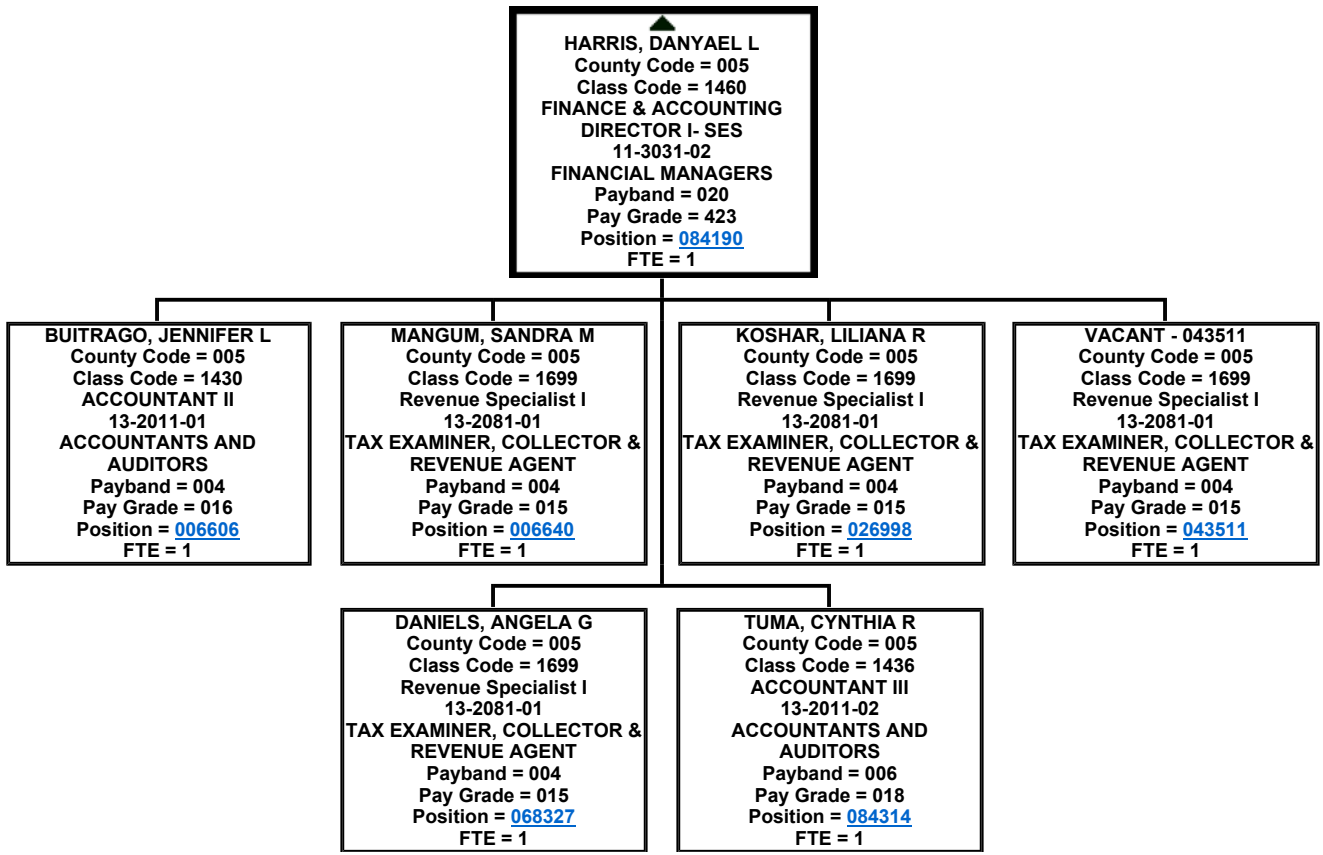 HARRIS, DANYAEL L
County Code = 005
Class Code = 1460
FINANCE & ACCOUNTING
DIRECTOR I- SES
11-3031-02
FINANCIAL MANAGERS
Payband = 020
Pay Grade = 423
Position = 084190
FTE = 1
BUITRAGO, JENNIFER L
County Code = 005
Class Code = 1430
ACCOUNTANT II
13-2011-01
ACCOUNTANTS AND
AUDITORS
Payband = 004
Pay Grade = 016
Position = 006606
FTE = 1
MANGUM, SANDRA M
County Code = 005
Class Code = 1699
Revenue Specialist I
13-2081-01
TAX EXAMINER, COLLECTOR &
REVENUE AGENT
Payband = 004
Pay Grade = 015
Position = 006640
FTE = 1
KOSHAR, LILIANA R
County Code = 005
Class Code = 1699
Revenue Specialist I
13-2081-01
TAX EXAMINER, COLLECTOR &
REVENUE AGENT
Payband = 004
Pay Grade = 015
Position = 026998
FTE = 1
VACANT - 043511
County Code = 005
Class Code = 1699
Revenue Specialist I
13-2081-01
TAX EXAMINER, COLLECTOR &
REVENUE AGENT
Payband = 004
Pay Grade = 015
Position = 043511
FTE = 1
DANIELS, ANGELA G
County Code = 005
Class Code = 1699
Revenue Specialist I
13-2081-01
TAX EXAMINER, COLLECTOR &
REVENUE AGENT
Payband = 004
Pay Grade = 015
Position = 068327
FTE = 1
TUMA, CYNTHIA R
County Code = 005
Class Code = 1436
ACCOUNTANT III
13-2011-02
ACCOUNTANTS AND
AUDITORS
Payband = 006
Pay Grade = 018
Position = 084314
FTE = 1